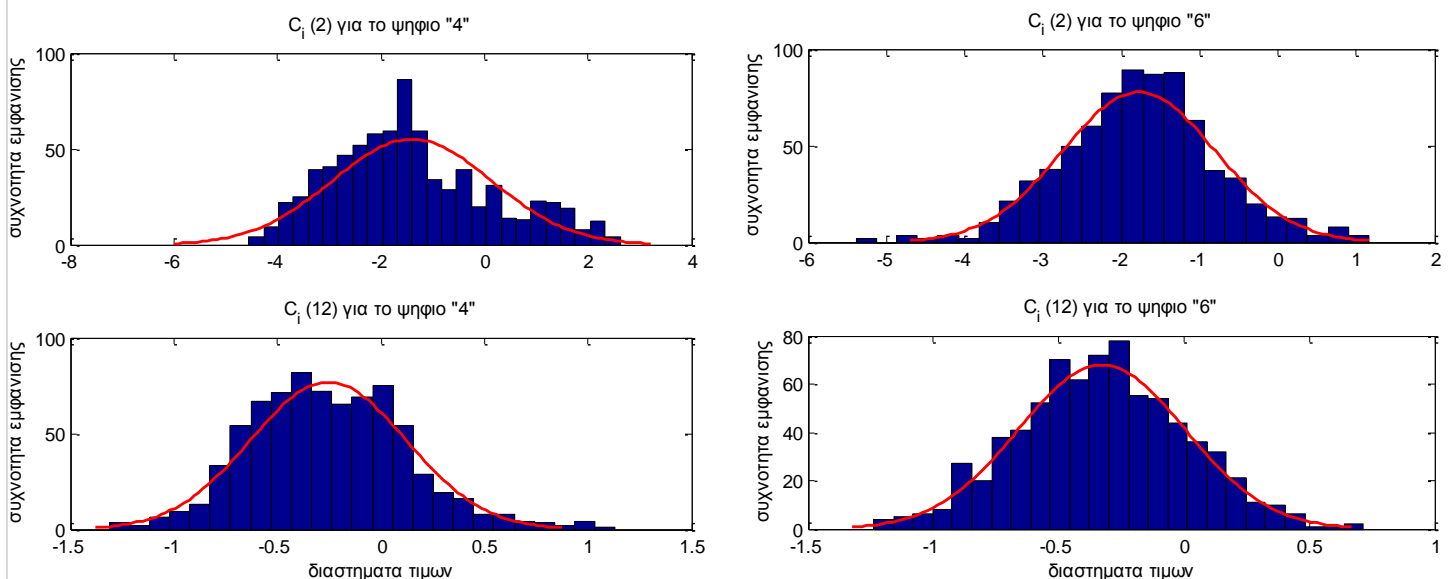 C_i (2) για το ψηφιο "4"
συχνοτητα εμφανισης
100
50
0
-8 -6 -4 -2 0 2 4
C_i (2) για το ψηφιο "6"
συχνοτητα εμφανισης
100
50
0
-6 -5 -4 -3 -2 -1 0 1 2
C_i (12) για το ψηφιο "4"
συχνοτητα εμφανισης
100
50
0
-1.5 -1 -0.5 0 0.5 1 1.5
διαστηματα τιμων
C_i (12) για το ψηφιο "6"
συχνοτητα εμφανισης
80
60
40
20
0
-1.5 -1 -0.5 0 0.5 1
διαστηματα τιμων